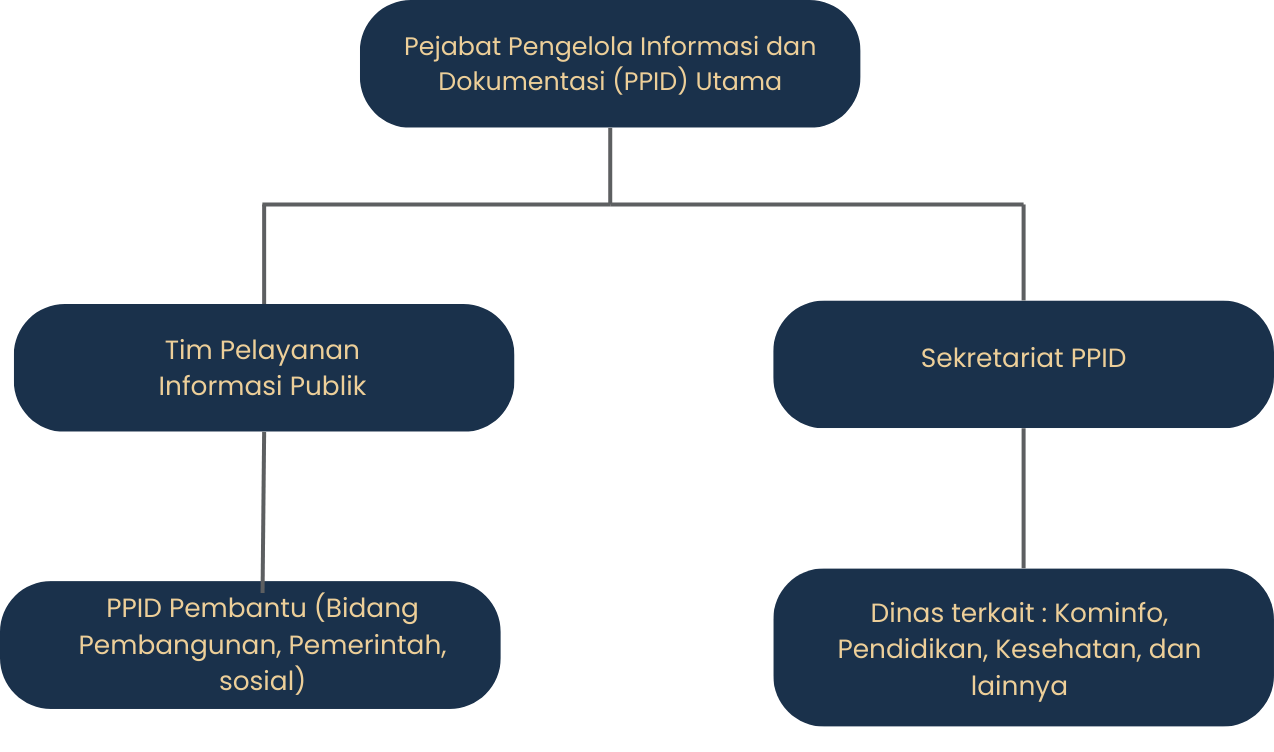 Pejabat Pengelola Informasi dan
Dokumentasi (PPID) Utama
Tim Pelayanan
Informasi Publik
Sekretariat PPID
PPID Pembantu (Bidang
Pembangunan, Pemerintah,
sosial)
Dinas terkait : Kominfo,
Pendidikan, Kesehatan, dan
lainnya